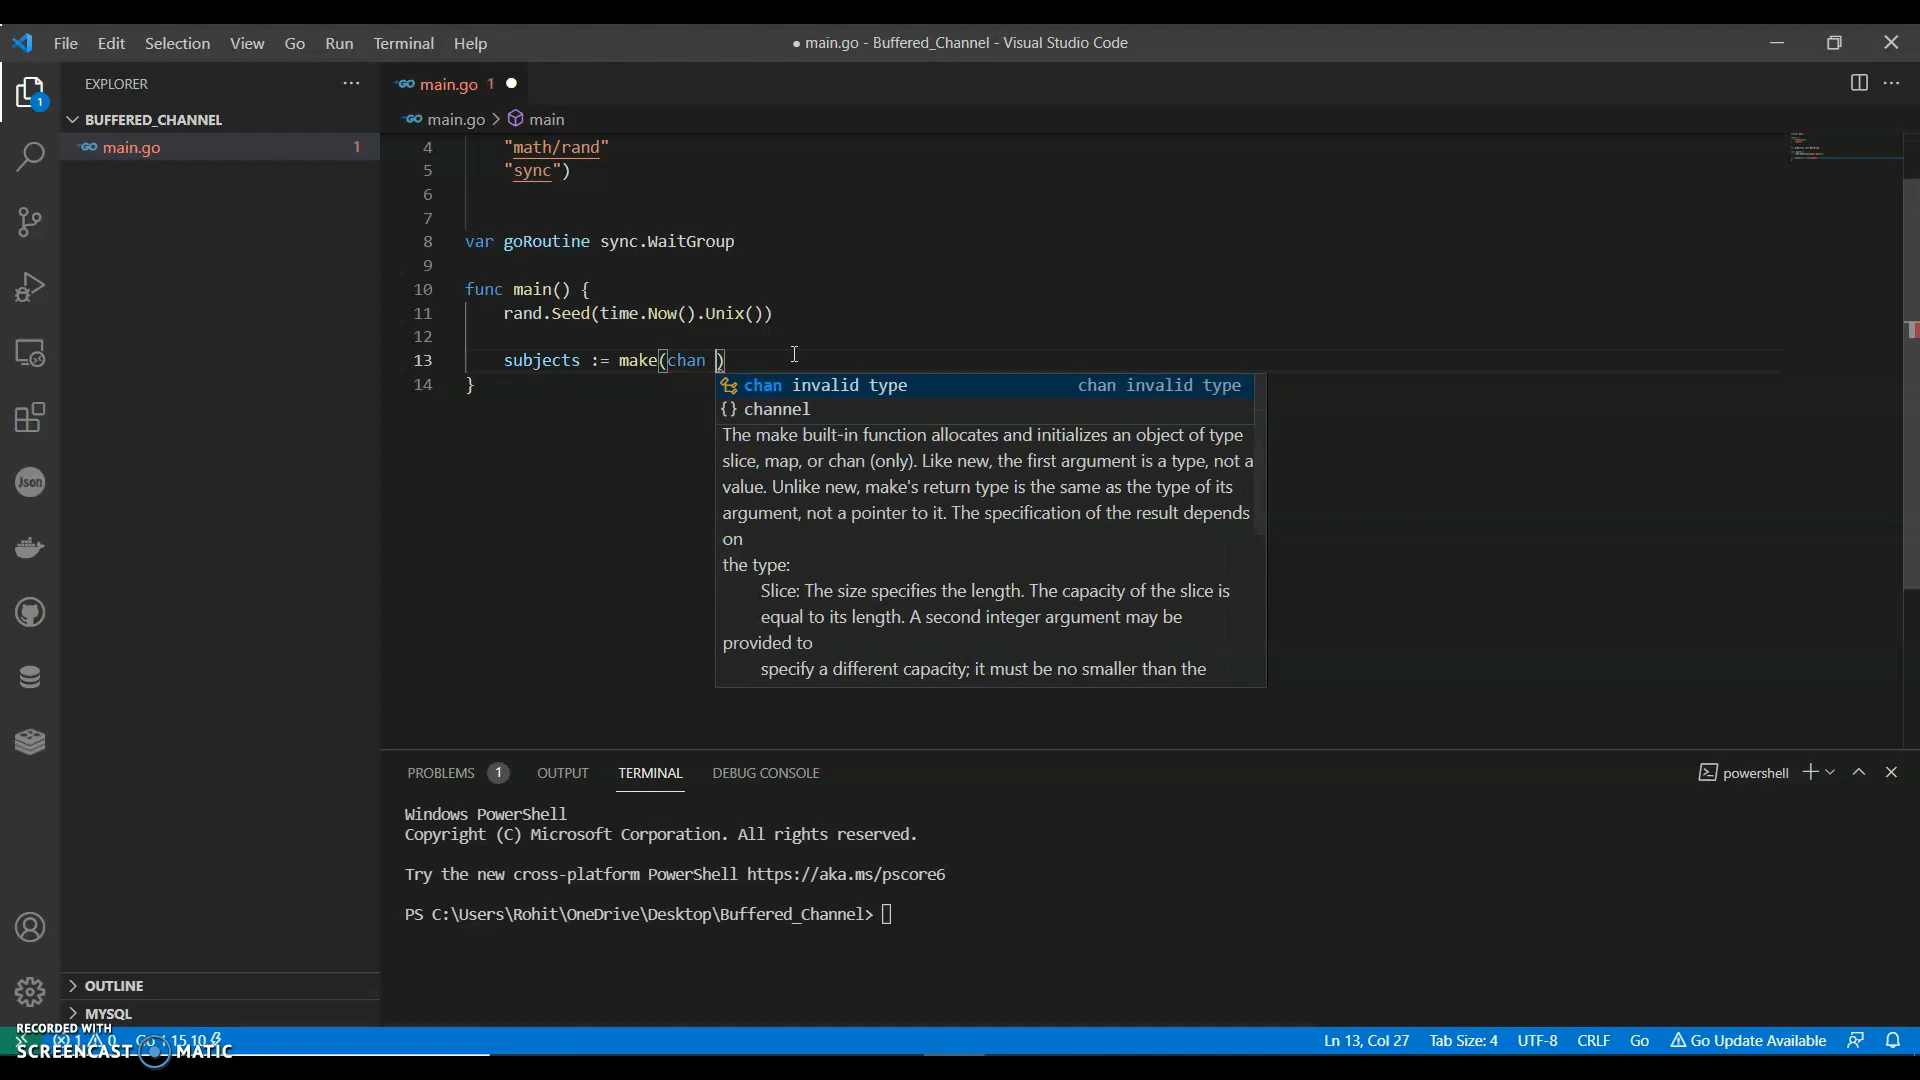 File Edit Selection View Go Run Terminal Help
● main.go - Buffered_Channel - Visual Studio Code
EXPLORER
main.go 1
BUFFERED_CHANNEL
main.go > main
main.go 1
4 "math/rand"
5 "sync")
6
7
8 var goRoutine sync.WaitGroup
9
10 func main() {
11 rand.Seed(time.Now().Unix())
12
13 subjects := make(chan )
14 }
chan invalid type chan invalid type
{} channel
The make built-in function allocates and initializes an object of type
slice, map, or chan (only). Like new, the first argument is a type, not a
value. Unlike new, make's return type is the same as the type of its
argument, not a pointer to it. The specification of the result depends
on
the type:
Slice: The size specifies the length. The capacity of the slice is
equal to its length. A second integer argument may be
provided to
specify a different capacity; it must be no smaller than the
1
Json
PROBLEMS 1 OUTPUT TERMINAL DEBUG CONSOLE
powershell
Windows PowerShell
Copyright (C) Microsoft Corporation. All rights reserved.
Try the new cross-platform PowerShell https://aka.ms/pscore6
PS C:\Users\Rohit\OneDrive\Desktop\Buffered_Channel>
OUTLINE
MYSQL
RECORDED WITH
SCREENCAST MATIC
Ln 13, Col 27 Tab Size: 4 UTF-8 CRLF Go Go Update Available